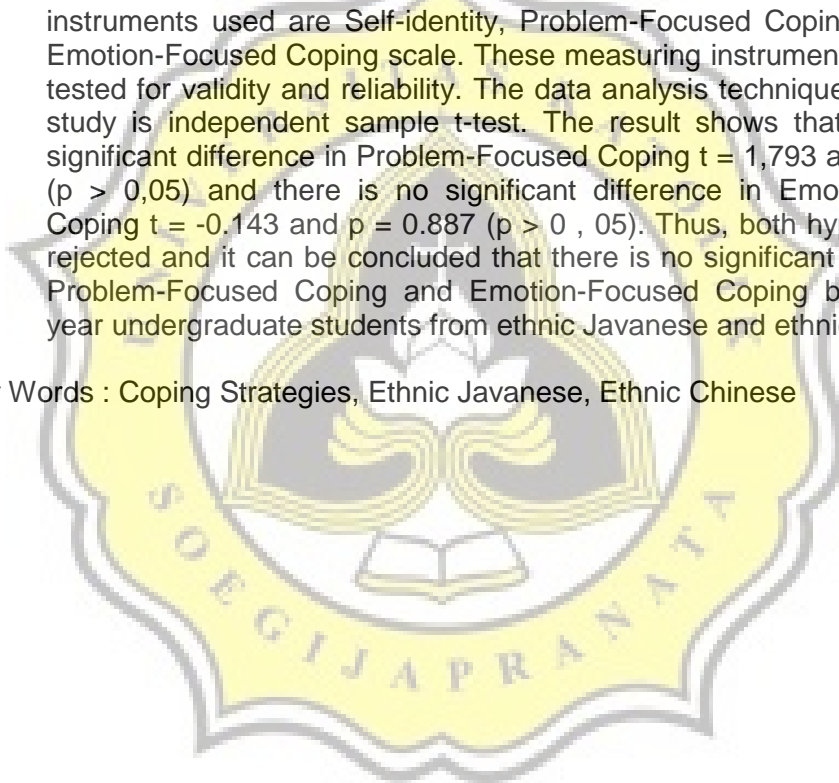 instruments used are Self-identity, Problem-Focused Copin
Emotion-Focused Coping scale. These measuring instrumen
tested for validity and reliability. The data analysis technique
study is independent sample t-test. The result shows that
significant difference in Problem-Focused Coping t = 1,793 a
(p > 0,05) and there is no significant difference in Emo
Coping t = -0.143 and p = 0.887 (p > 0 , 05). Thus, both hy
rejected and it can be concluded that there is no significant
Problem-Focused Coping and Emotion-Focused Coping b
year undergraduate students from ethnic Javanese and ethni
Words : Coping Strategies, Ethnic Javanese, Ethnic Chinese
SOEGIJAPRANATA